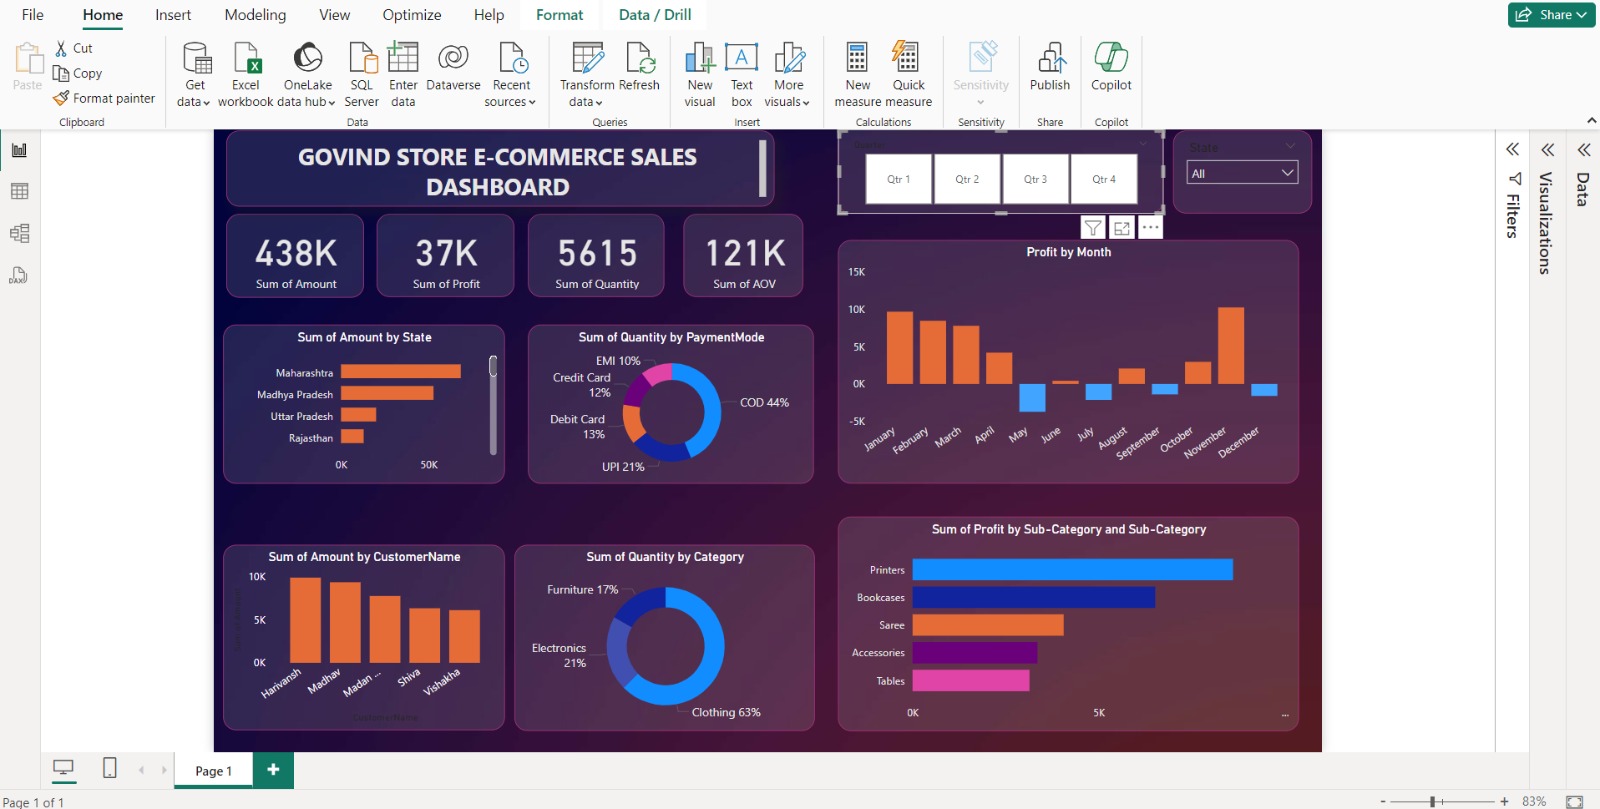 File Home Insert Modeling View Optimize Help Format Data / Drill Share
Paste
Cut
Copy
Format painter
Clipboard
Get data
Excel workbook
OneLake data hub
SQL Server
Enter data
Dataverse
Recent sources
Data
Transform data
Refresh
Queries
New visual
Text box
More visuals
Insert
New measure
Quick measure
Calculations
Sensitivity
Sensitivity
Publish
Share
Copilot
Copilot
GOVIND STORE E-COMMERCE SALES
DASHBOARD
Qtr 1 Qtr 2 Qtr 3 Qtr 4
State
All
438K
Sum of Amount
37K
Sum of Profit
5615
Sum of Quantity
121K
Sum of AOV
Sum of Amount by State
Maharashtra
Madhya Pradesh
Uttar Pradesh
Rajasthan
0K 50K
Sum of Quantity by PaymentMode
EMI 10%
Credit Card
12%
Debit Card
13%
UPI 21%
COD 44%
Profit by Month
15K
10K
5K
0K
-5K
January February March April May June July August September October November December
Sum of Amount by CustomerName
10K
5K
0K
Harivansh Madhav Madan ... Shiva Vishakha
CustomerName
Sum of Quantity by Category
Furniture 17%
Electronics
21%
Clothing 63%
Sum of Profit by Sub-Category and Sub-Category
Printers
Bookcases
Saree
Accessories
Tables
0K 5K ...
Filters
Visualizations
Data
DAX
Page 1
Page 1 of 1
- + 83%